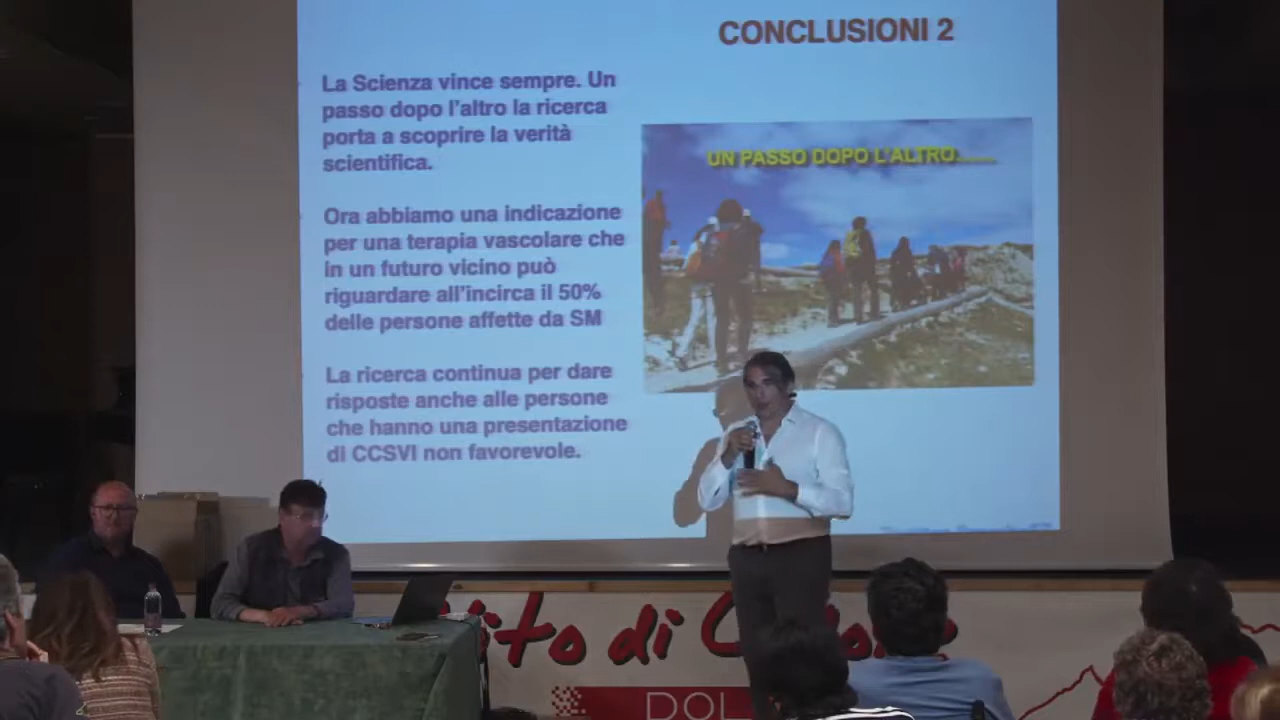 CONCLUSIONI 2
La Scienza vince sempre. Un
passo dopo l'altro la ricerca
porta a scoprire la verità
scientifica.
Ora abbiamo una indicazione
per una terapia vascolare che
in un futuro vicino può
riguardare all'incirca il 50%
delle persone affette da SM
La ricerca continua per dare
risposte anche alle persone
che hanno una presentazione
di CCSVI non favorevole.
UN PASSO DOPO L'ALTRO......
di
DOL